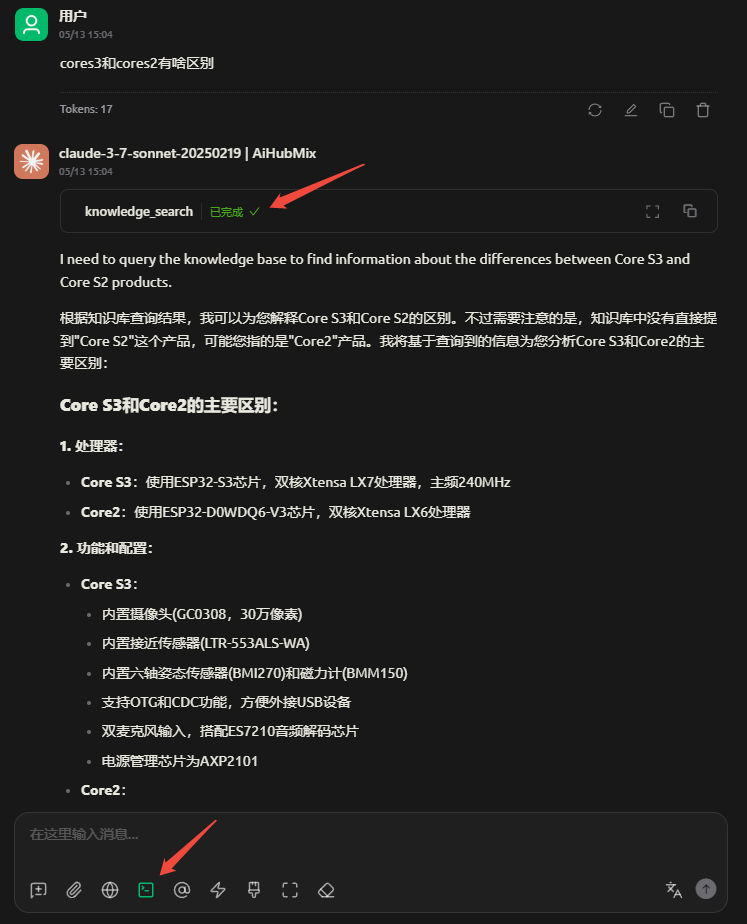 用户
05/13 15:04
cores3和cores2有啥区别
Tokens: 17
claude-3-7-sonnet-20250219 | AiHubMix
05/13 15:04
knowledge_search 已完成
I need to query the knowledge base to find information about the differences between Core S3 and
Core S2 products.
根据知识库查询结果，我可以为您解释Core S3和Core S2的区别。不过需要注意的是，知识库中没有直接提
到"Core S2"这个产品，可能您指的是"Core2"产品。我将基于查询到的信息为您分析Core S3和Core2的主
要区别：
Core S3和Core2的主要区别：
1. 处理器：
Core S3：使用ESP32-S3芯片，双核Xtensa LX7处理器，主频240MHz
Core2：使用ESP32-D0WDQ6-V3芯片，双核Xtensa LX6处理器
2. 功能和配置：
Core S3：
内置摄像头(GC0308，30万像素)
内置接近传感器(LTR-553ALS-WA)
内置六轴姿态传感器(BMI270)和磁力计(BMM150)
支持OTG和CDC功能，方便外接USB设备
双麦克风输入，搭配ES7210音频解码芯片
电源管理芯片为AXP2101
Core2：
在这里输入消息...